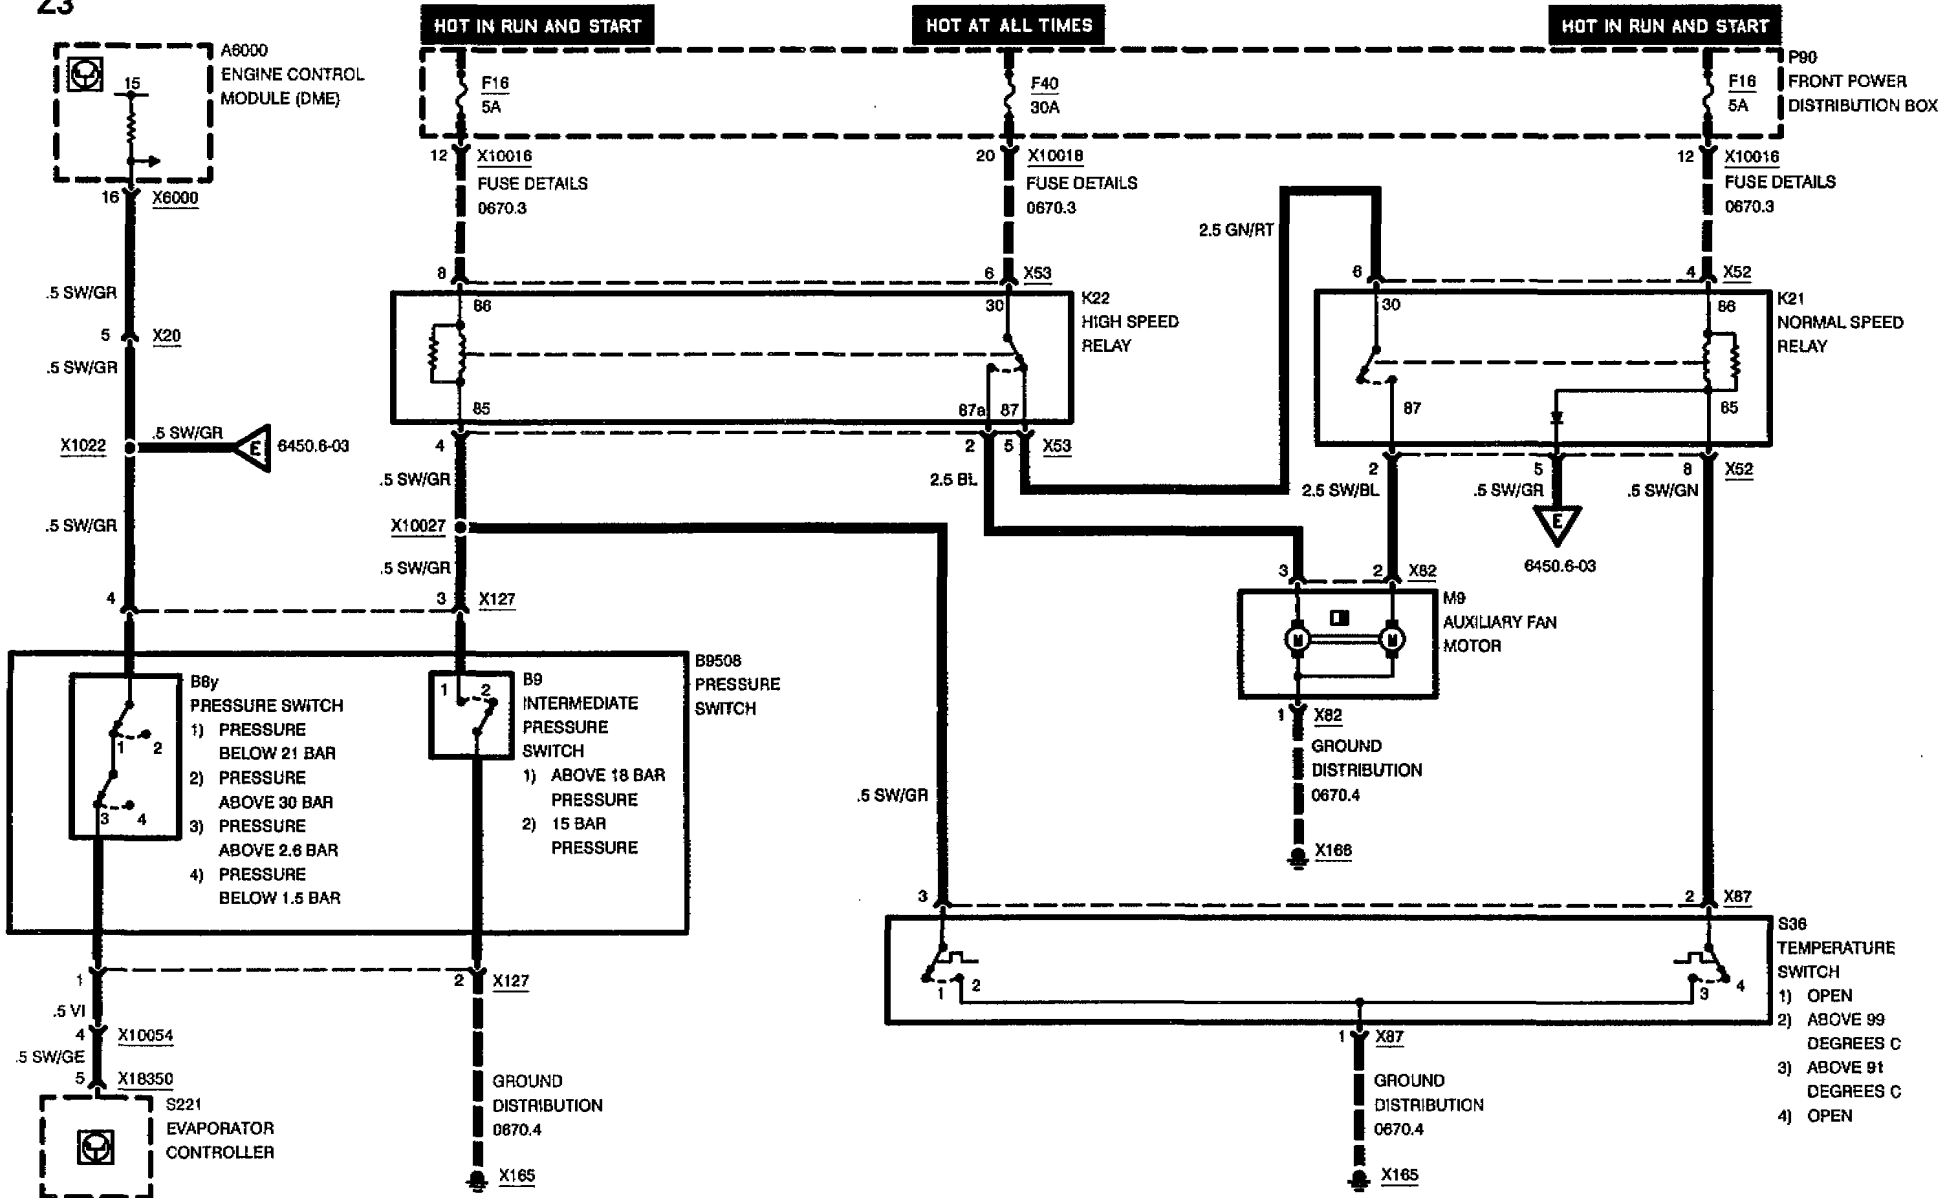 Z3
HOT IN RUN AND START
HOT AT ALL TIMES
HOT IN RUN AND START
A6000
ENGINE CONTROL
MODULE (DME)
15
16
X6000
F16
5A
F40
30A
F16
5A
P90
FRONT POWER
DISTRIBUTION BOX
12
X10016
FUSE DETAILS
0670.3
20
X10018
FUSE DETAILS
0670.3
12
X10016
FUSE DETAILS
0670.3
2.5 GN/RT
.5 SW/GR
5
X20
.5 SW/GR
8
6
X53
86
30
K22
HIGH SPEED
RELAY
85
87a
87
6
4
X52
30
86
K21
NORMAL SPEED
RELAY
87
85
X1022
.5 SW/GR
E
6450.6-03
4
2
5
X53
.5 SW/GR
2.5 BL
2
5
8
X52
2.5 SW/BL
.5 SW/GR
.5 SW/GN
E
6450.6-03
.5 SW/GR
X10027
.5 SW/GR
4
3
X127
3
2
X82
M9
AUXILIARY FAN
MOTOR
M
M
1
X82
GROUND
DISTRIBUTION
0670.4
X166
B9508
PRESSURE
SWITCH
B8y
PRESSURE SWITCH
1) PRESSURE
BELOW 21 BAR
2) PRESSURE
ABOVE 30 BAR
3) PRESSURE
ABOVE 2.6 BAR
4) PRESSURE
BELOW 1.5 BAR
1
2
3
4
1
2
B9
INTERMEDIATE
PRESSURE
SWITCH
1) ABOVE 18 BAR
PRESSURE
2) 15 BAR
PRESSURE
.5 SW/GR
3
2
X87
S36
TEMPERATURE
SWITCH
1) OPEN
2) ABOVE 99
DEGREES C
3) ABOVE 91
DEGREES C
4) OPEN
1
2
3
4
1
X87
GROUND
DISTRIBUTION
0670.4
X165
1
2
X127
.5 VI
4
X10054
.5 SW/GE
5
X18350
S221
EVAPORATOR
CONTROLLER
GROUND
DISTRIBUTION
0670.4
X165